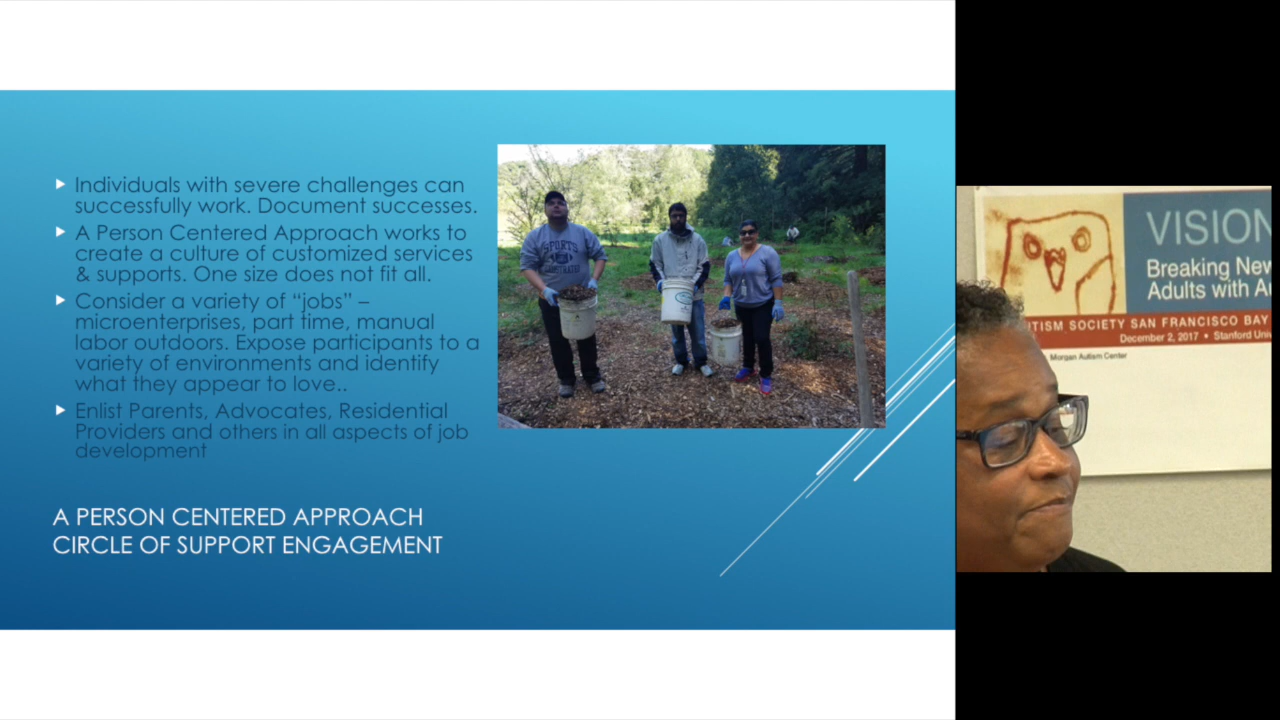 Individuals with severe challenges can
successfully work. Document successes.
A Person Centered Approach works to
create a culture of customized services
& supports. One size does not fit all.
Consider a variety of “jobs” –
microenterprises, part time, manual
labor outdoors. Expose participants to a
variety of environments and identify
what they appear to love..
Enlist Parents, Advocates, Residential
Providers and others in all aspects of job
development
A PERSON CENTERED APPROACH
CIRCLE OF SUPPORT ENGAGEMENT
SPORTS
VISION
Breaking New
Adults with A
TISM SOCIETY SAN FRANCISCO BAY
December 2, 2017 • Stanford Univ
Morgan Autism Center